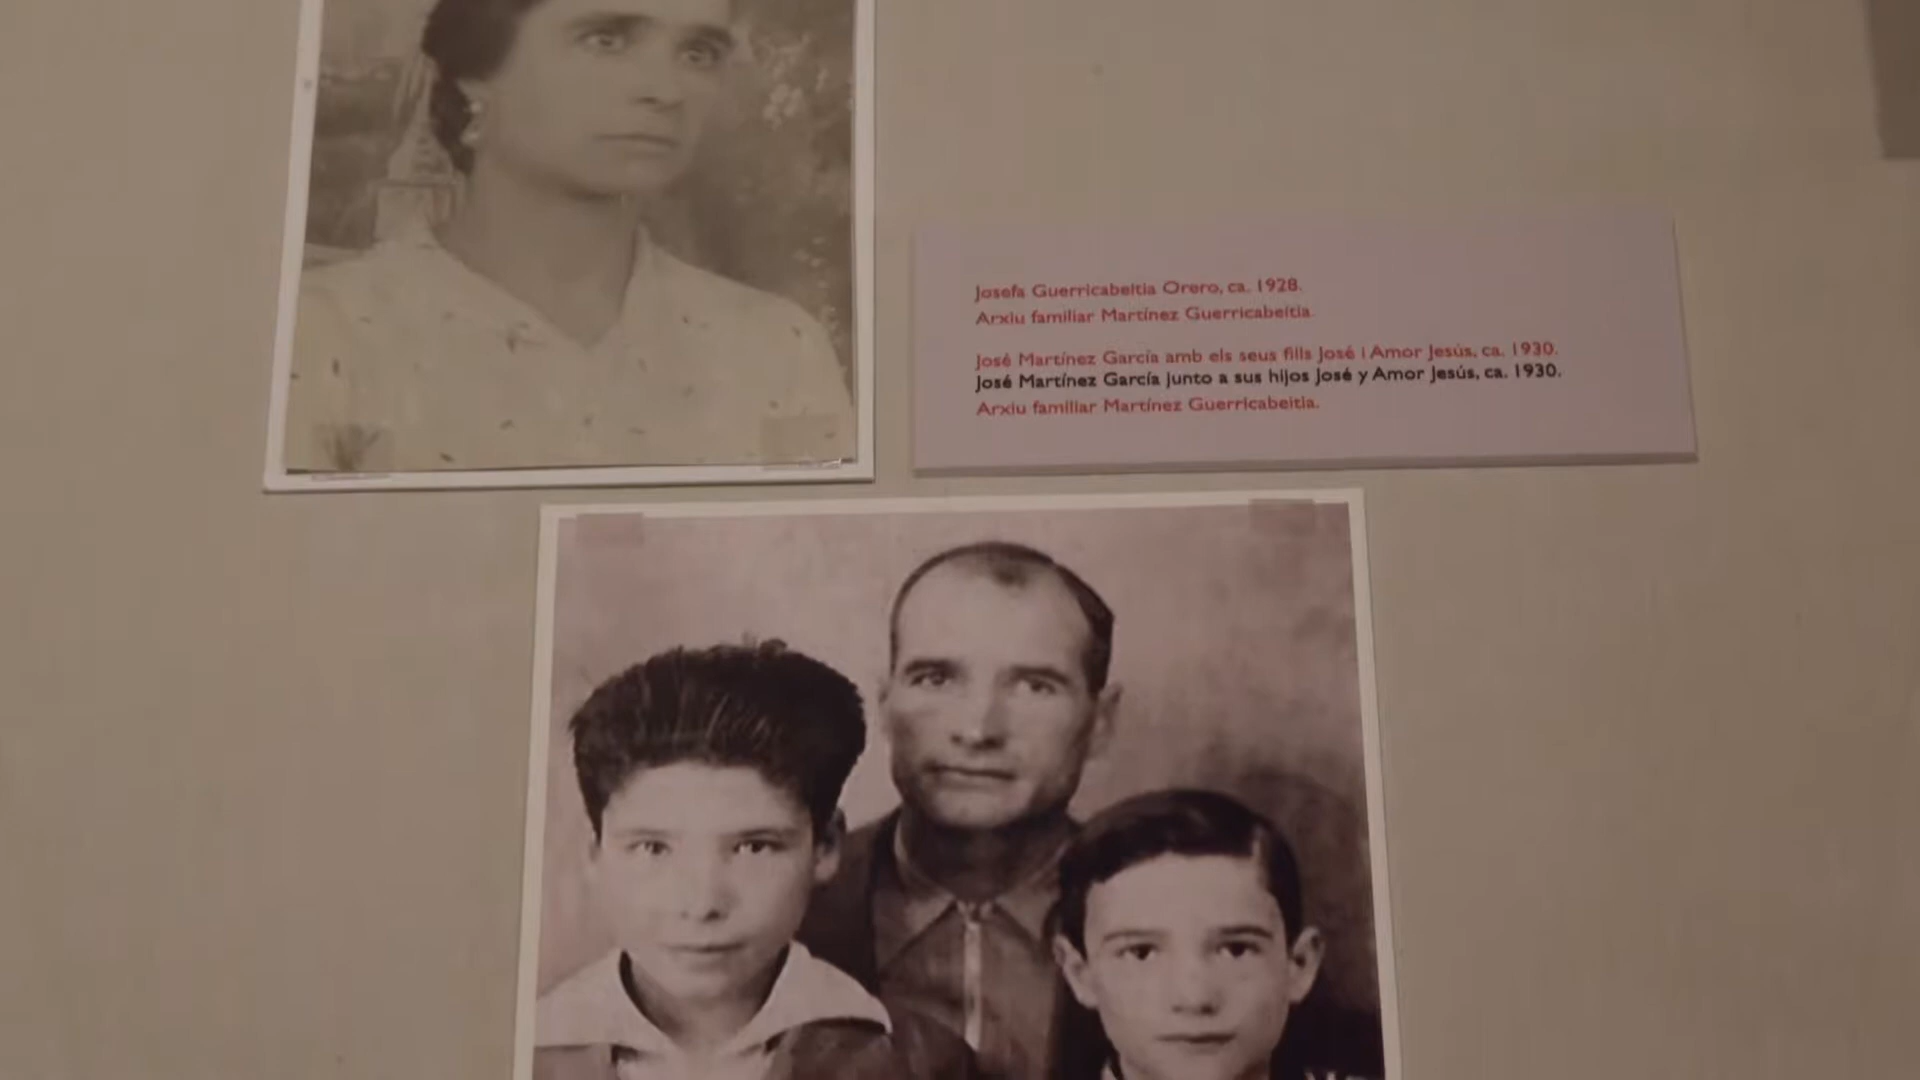 Josefa Guerricabeitia Orero, ca. 1928.
Arxiu familiar Martínez Guerricabeitia.
José Martínez García amb els seus fills José i Amor Jesús, ca. 1930.
José Martínez García junto a sus hijos José y Amor Jesús, ca. 1930.
Arxiu familiar Martínez Guerricabeitia.